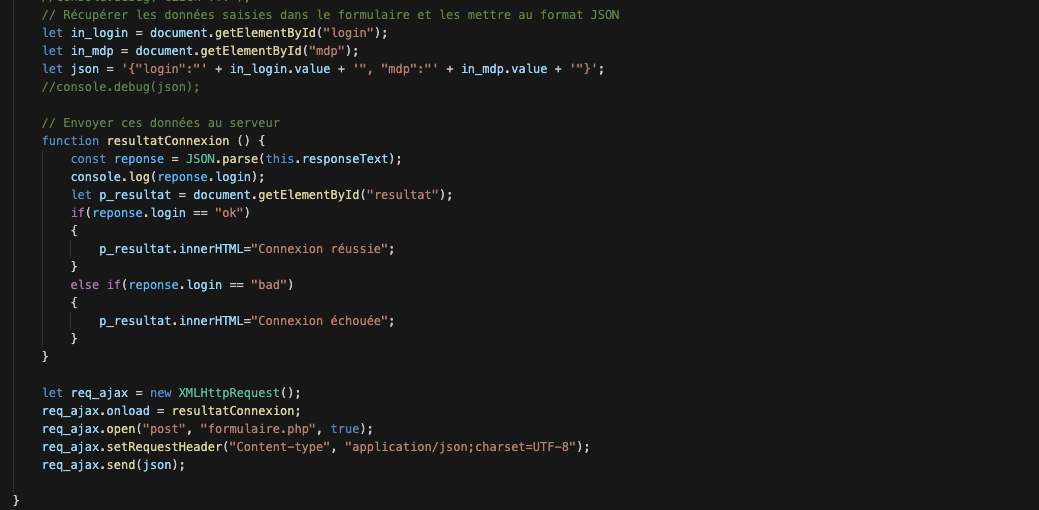 // Récupérer les données saisies dans le formulaire et les mettre au format JSON
let in_login = document.getElementById("login");
let in_mdp = document.getElementById("mdp");
let json = '{"login":"' + in_login.value + '", "mdp":"' + in_mdp.value + '"}';
//console.debug(json);
// Envoyer ces données au serveur
function resultatConnexion () {
const reponse = JSON.parse(this.responseText);
console.log(reponse.login);
let p_resultat = document.getElementById("resultat");
if(reponse.login == "ok")
{
p_resultat.innerHTML="Connexion réussie";
}
else if(reponse.login == "bad")
{
p_resultat.innerHTML="Connexion échouée";
}
}
let req_ajax = new XMLHttpRequest();
req_ajax.onload = resultatConnexion;
req_ajax.open("post", "formulaire.php", true);
req_ajax.setRequestHeader("Content-type", "application/json;charset=UTF-8");
req_ajax.send(json);
}